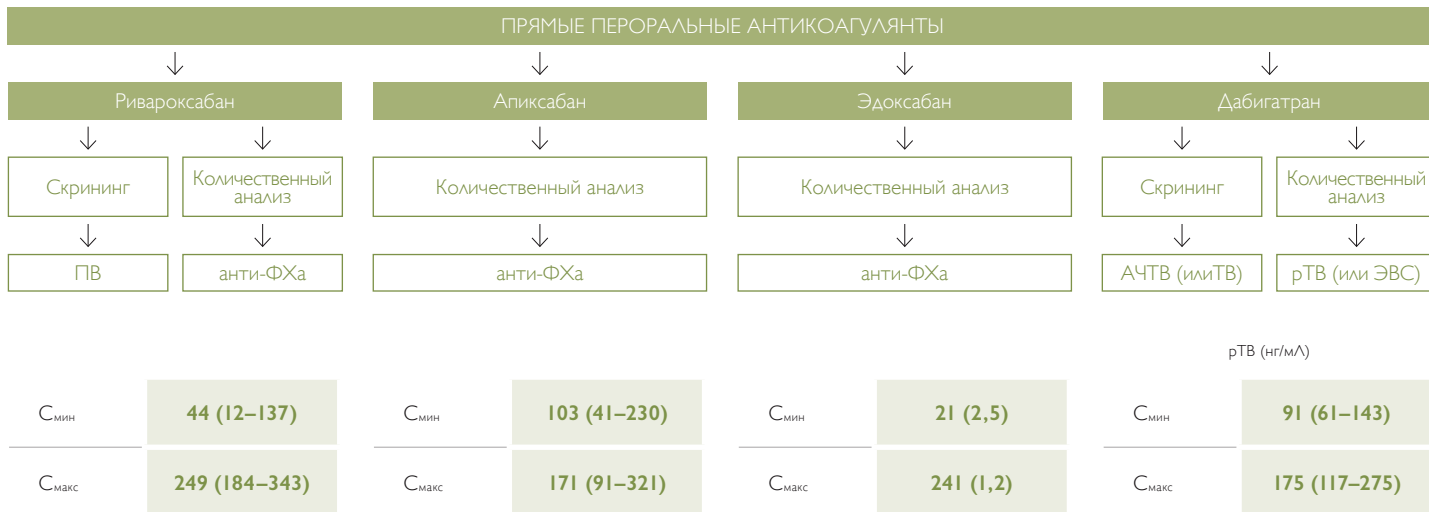 ПРЯМЫЕ ПЕРОРАЛЬНЫЕ АНТИКОАГУЛЯНТЫ
Ривароксабан
Апиксабан
Эдоксабан
Дабигатран
Скрининг
Количественный
анализ
Количественный анализ
Количественный анализ
Скрининг
Количественный
анализ
ПВ
анти-ФХа
анти-ФХа
анти-ФХа
АЧТВ (илиТВ)
рТВ (или ЭВС)
рТВ (нг/мл)
Смин 44 (12–137)
Смин 103 (41–230)
Смин 21 (2,5)
Смин 91 (61–143)
Смакс 249 (184–343)
Смакс 171 (91–321)
Смакс 241 (1,2)
Смакс 175 (117–275)